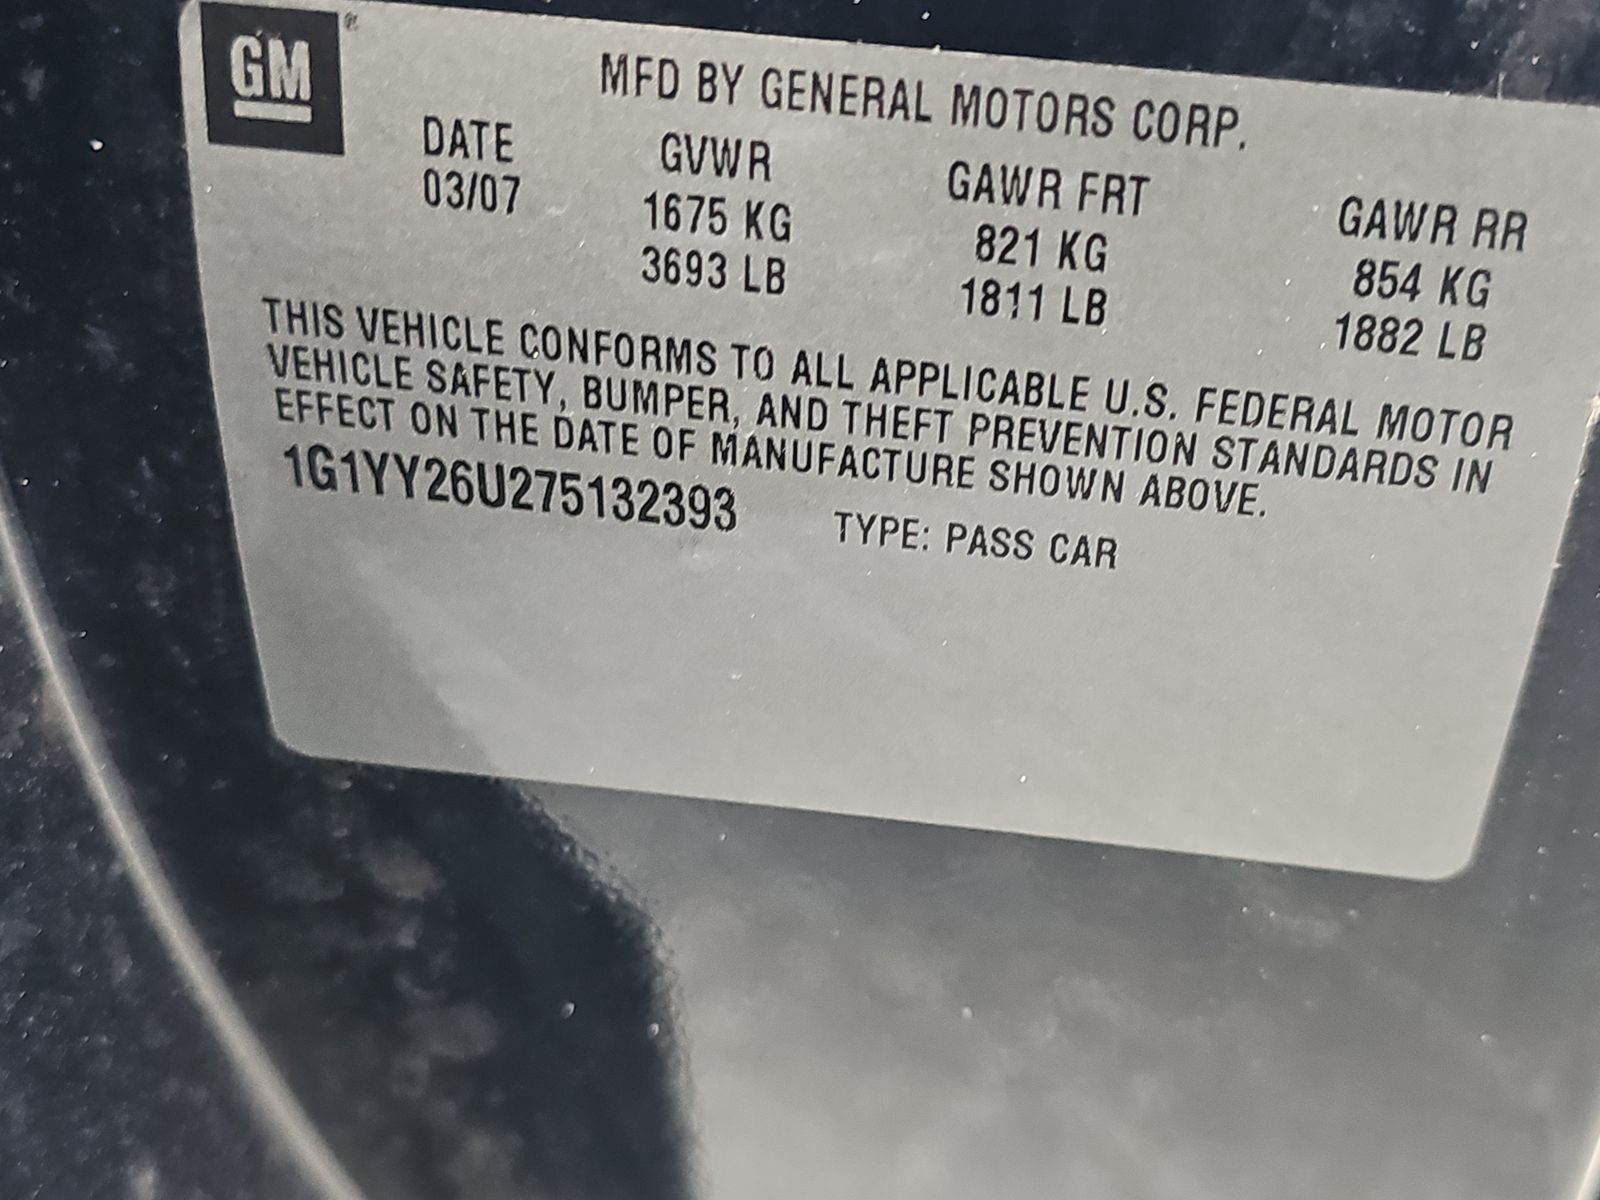 GM ®
MFD BY GENERAL MOTORS CORP.
DATE GVWR GAWR FRT GAWR RR
03/07 1675 KG 821 KG 854 KG
3693 LB 1811 LB 1882 LB
THIS VEHICLE CONFORMS TO ALL APPLICABLE U.S. FEDERAL MOTOR
VEHICLE SAFETY, BUMPER, AND THEFT PREVENTION STANDARDS IN
EFFECT ON THE DATE OF MANUFACTURE SHOWN ABOVE.
1G1YY26U275132393 TYPE: PASS CAR